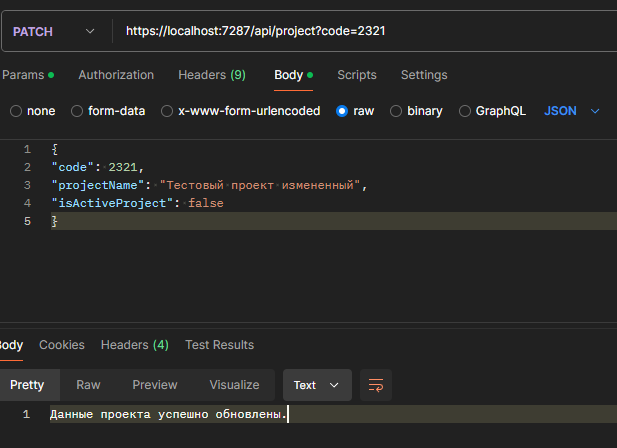 PATCH https://localhost:7287/api/project?code=2321
Params Authorization Headers (9) Body Scripts Settings
none form-data x-www-form-urlencoded raw binary GraphQL JSON
1 {
2 "code": 2321,
3 "projectName": "Тестовый проект измененный",
4 "isActiveProject": false
5 }
Body Cookies Headers (4) Test Results
Pretty Raw Preview Visualize Text
1 Данные проекта успешно обновлены.